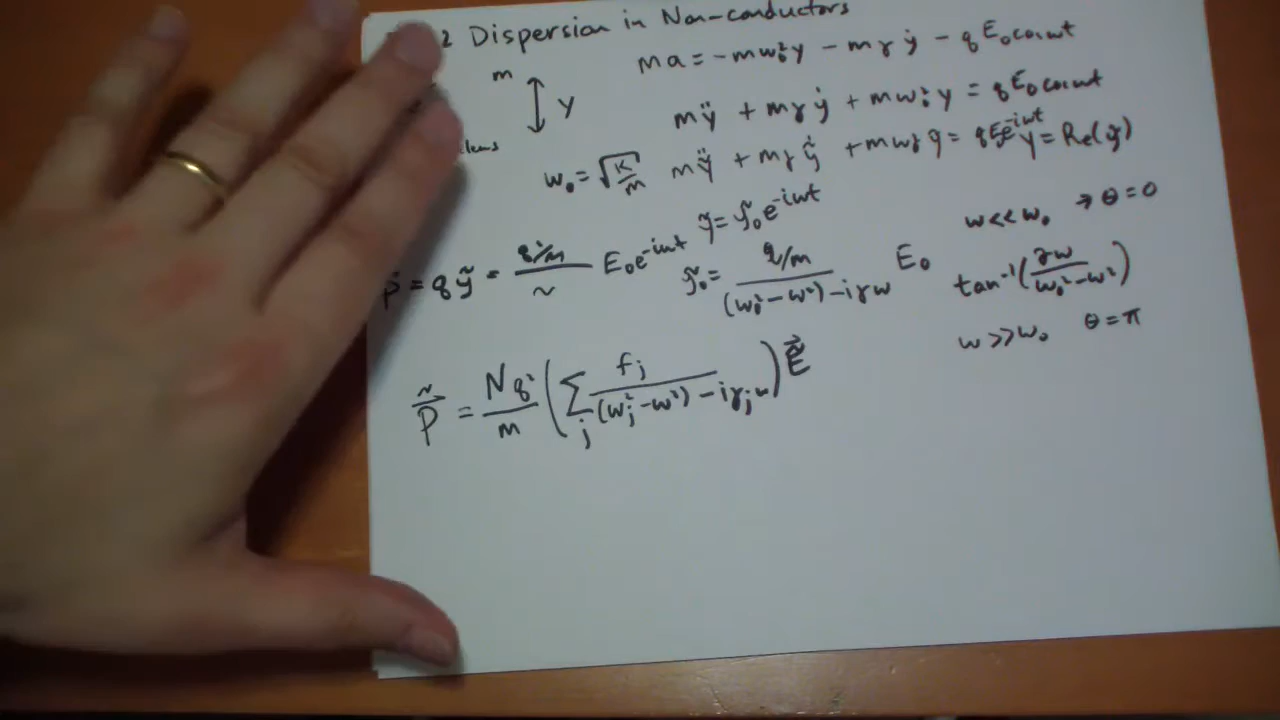 2 Dispersion in Non-conductors
ma = -mω₀²y - mγẏ - qE₀cosωt
m
y
mÿ + mγẏ + mω₀²y = qE₀cosωt
ω₀ = √(K/m) mỹ̈ + mγỹ̇ + mω₀²ỹ = qE₀e^-iωt y = Re(ỹ)
ỹ = ỹ₀e^-iωt
ω<<ω₀ → θ = 0
p̃ = qỹ = q²/m / ~ E₀e^-iωt
ỹ₀ = q/m / (ω₀² - ω²) - iγω E₀
tan⁻¹(γω / ω₀² - ω²)
ω >> ω₀ θ = π
P̃ = Nq²/m (∑j fj / (ωj² - ω²) - iγjω) Ẽ